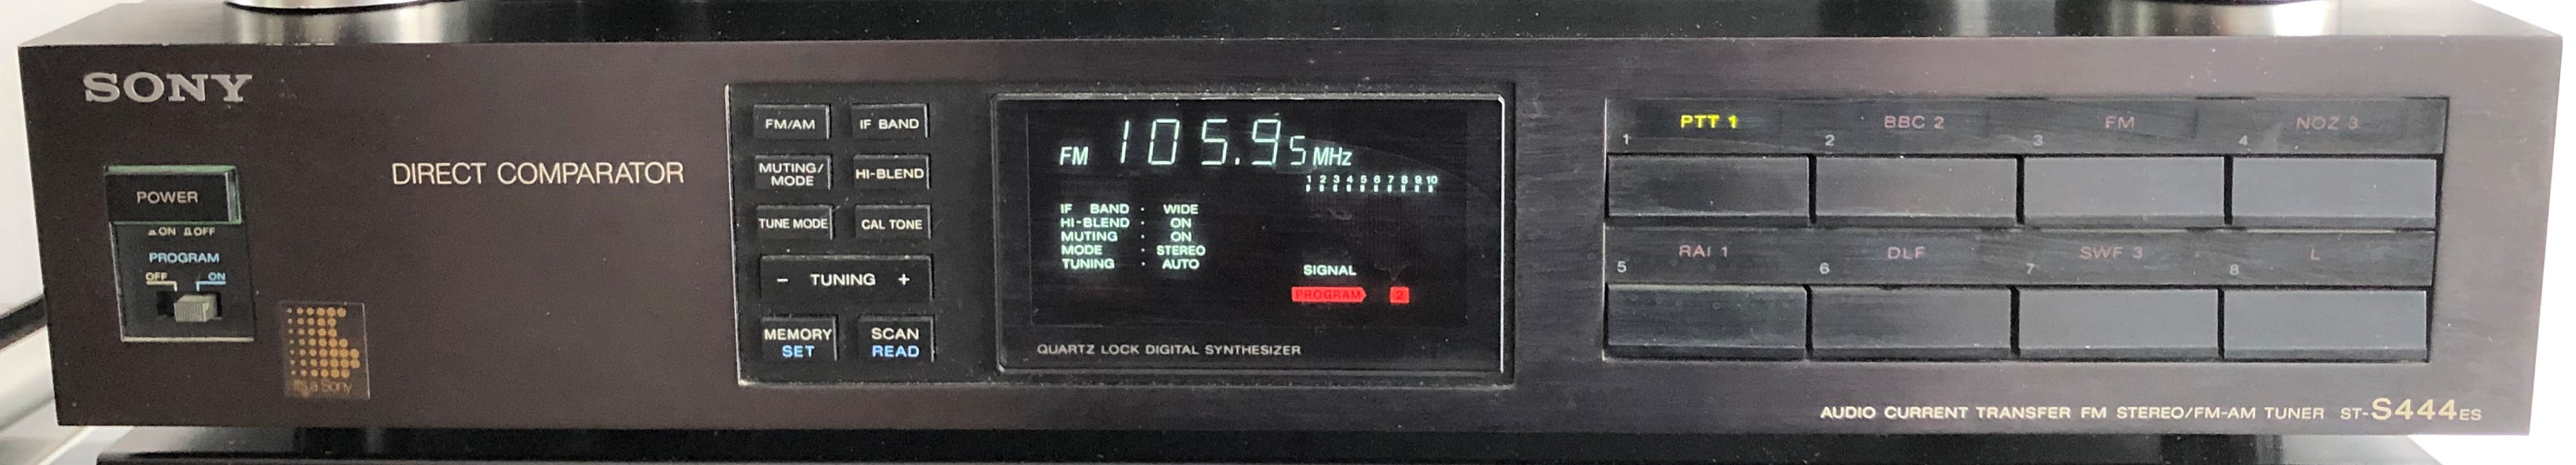 SONY
POWER
ON OFF
PROGRAM
OFF ON
It's a Sony
DIRECT COMPARATOR
FM/AM IF BAND
MUTING/
MODE HI-BLEND
TUNE MODE CAL TONE
− TUNING +
MEMORY SCAN
SET READ
FM 105.95 MHz
1 2 3 4 5 6 7 8 9 10
IF BAND : WIDE
HI-BLEND : ON
MUTING : ON
MODE : STEREO
TUNING : AUTO
SIGNAL
PROGRAM 2
QUARTZ LOCK DIGITAL SYNTHESIZER
PTT 1 BBC 2 FM NOZ 3
1 2 3 4
RAI 1 DLF SWF 3 L
5 6 7 8
AUDIO CURRENT TRANSFER FM STEREO/FM-AM TUNER ST-S444ES